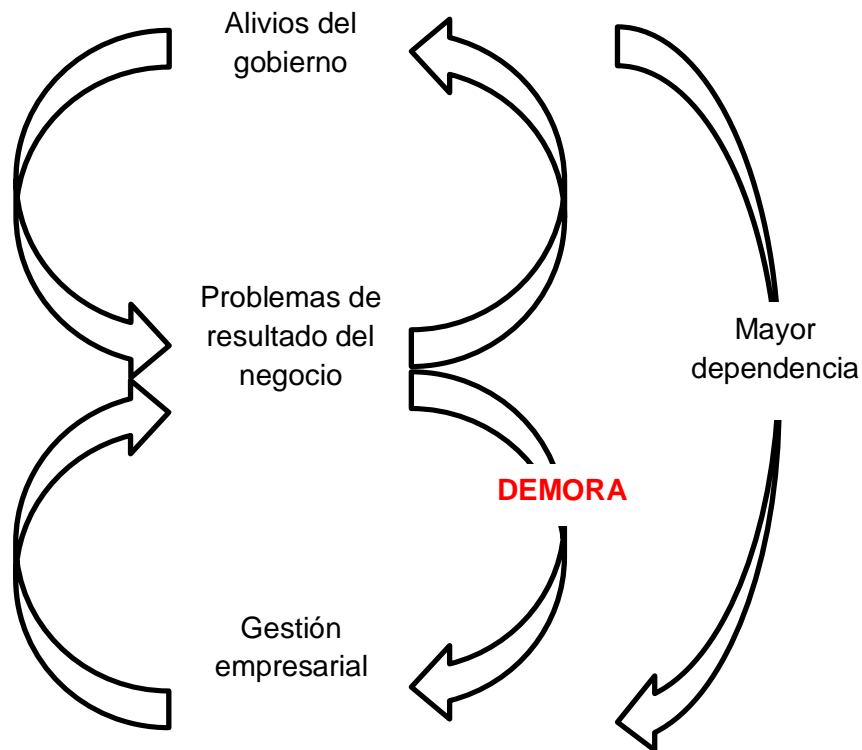 Alivios del
gobierno
Problemas de
resultado del
negocio
Mayor
dependencia
DEMORA
Gestión
empresarial